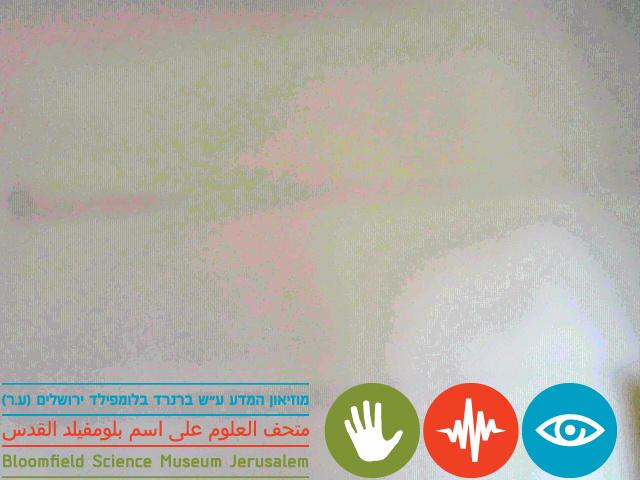 מוזיאון המדע ע״ש ברנרד בלומפילד ירושלים (ע.ר)
متحف العلوم على اسم بلومفيلد القدس
Bloomfield Science Museum Jerusalem